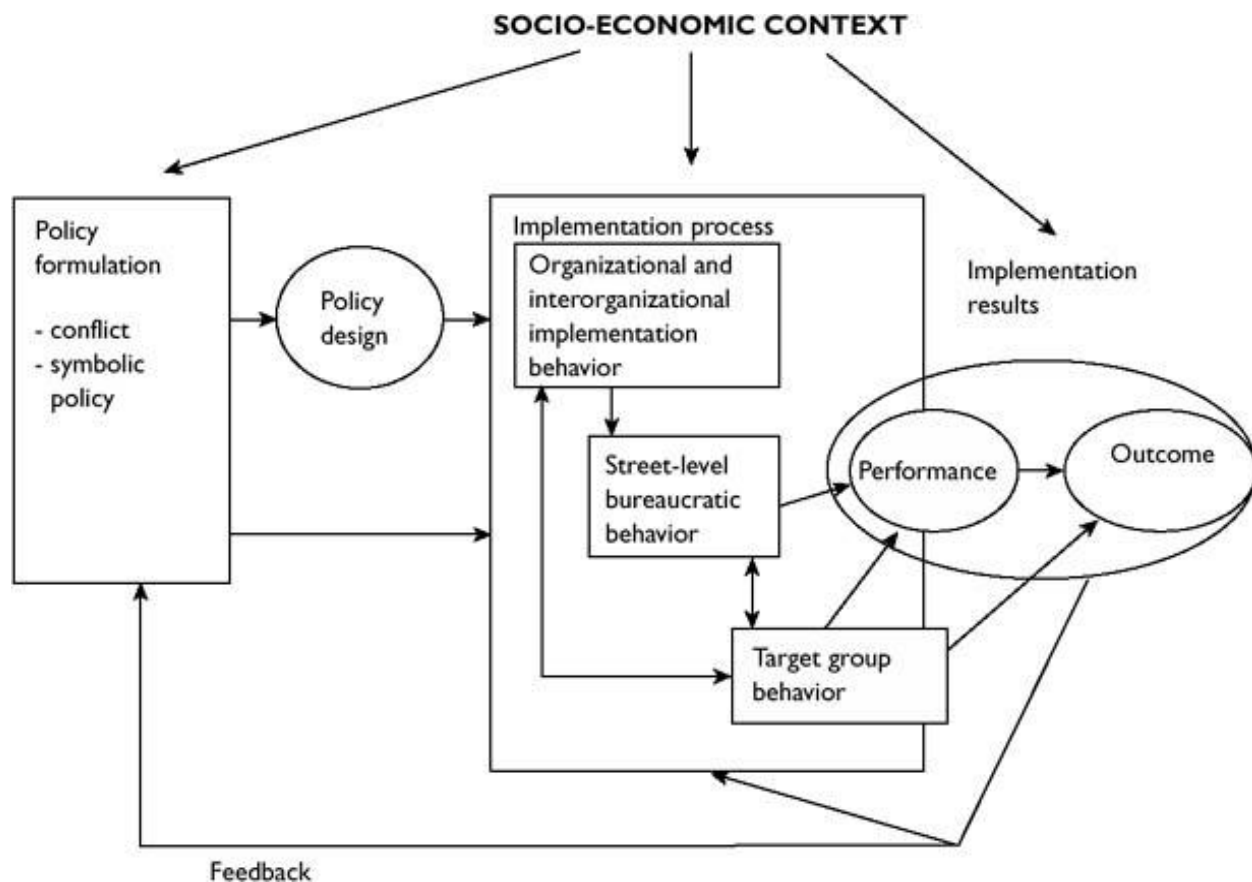 SOCIO-ECONOMIC CONTEXT
Policy
formulation
- conflict
- symbolic
policy
Policy
design
Implementation process
Organizational and
interorganizational
implementation
behavior
Street-level
bureaucratic
behavior
Target group
behavior
Implementation
results
Performance
Outcome
Feedback